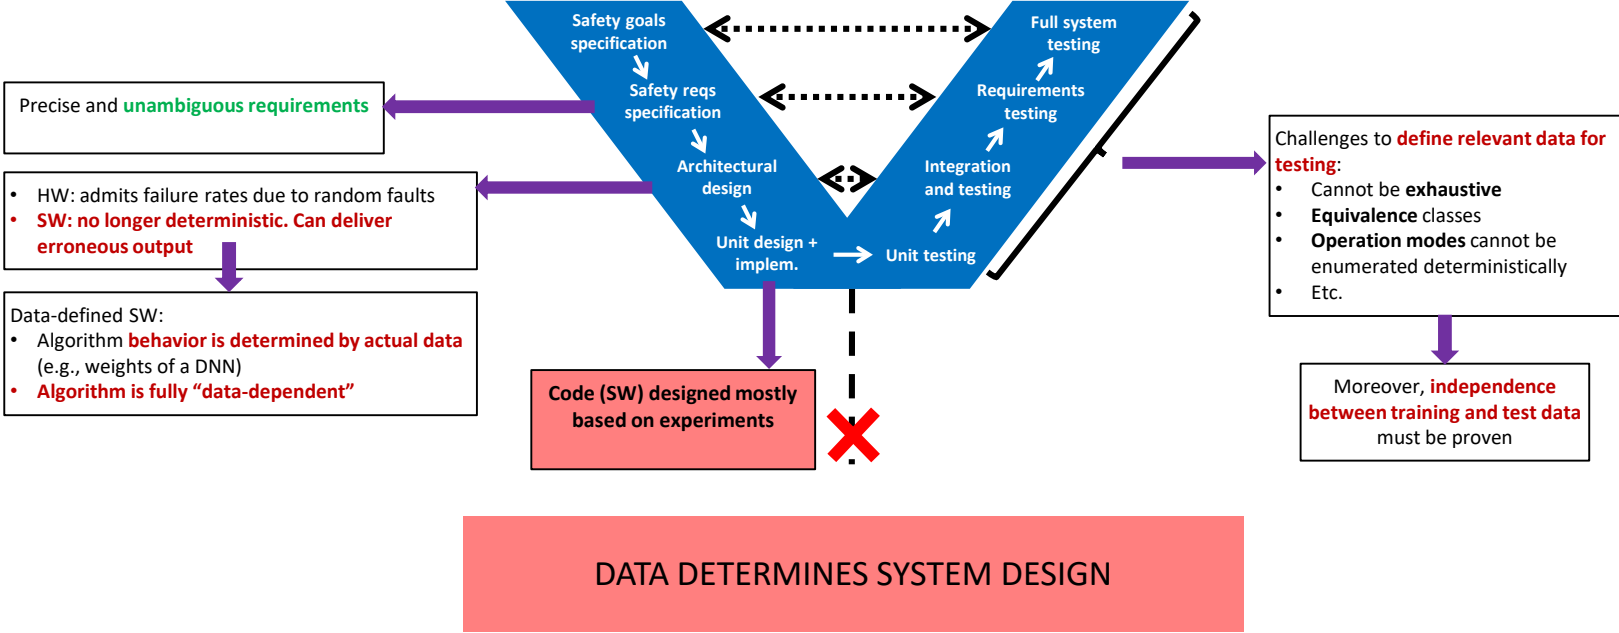 Safety goals
specification
Safety reqs
specification
Architectural
design
Unit design +
implem.
Unit testing
Integration
and testing
Requirements
testing
Full system
testing
Precise and unambiguous requirements
• HW: admits failure rates due to random faults
• SW: no longer deterministic. Can deliver
erroneous output
Data-defined SW:
• Algorithm behavior is determined by actual data
(e.g., weights of a DNN)
• Algorithm is fully “data-dependent”
Code (SW) designed mostly
based on experiments
Challenges to define relevant data for
testing:
• Cannot be exhaustive
• Equivalence classes
• Operation modes cannot be
enumerated deterministically
• Etc.
Moreover, independence
between training and test data
must be proven
DATA DETERMINES SYSTEM DESIGN